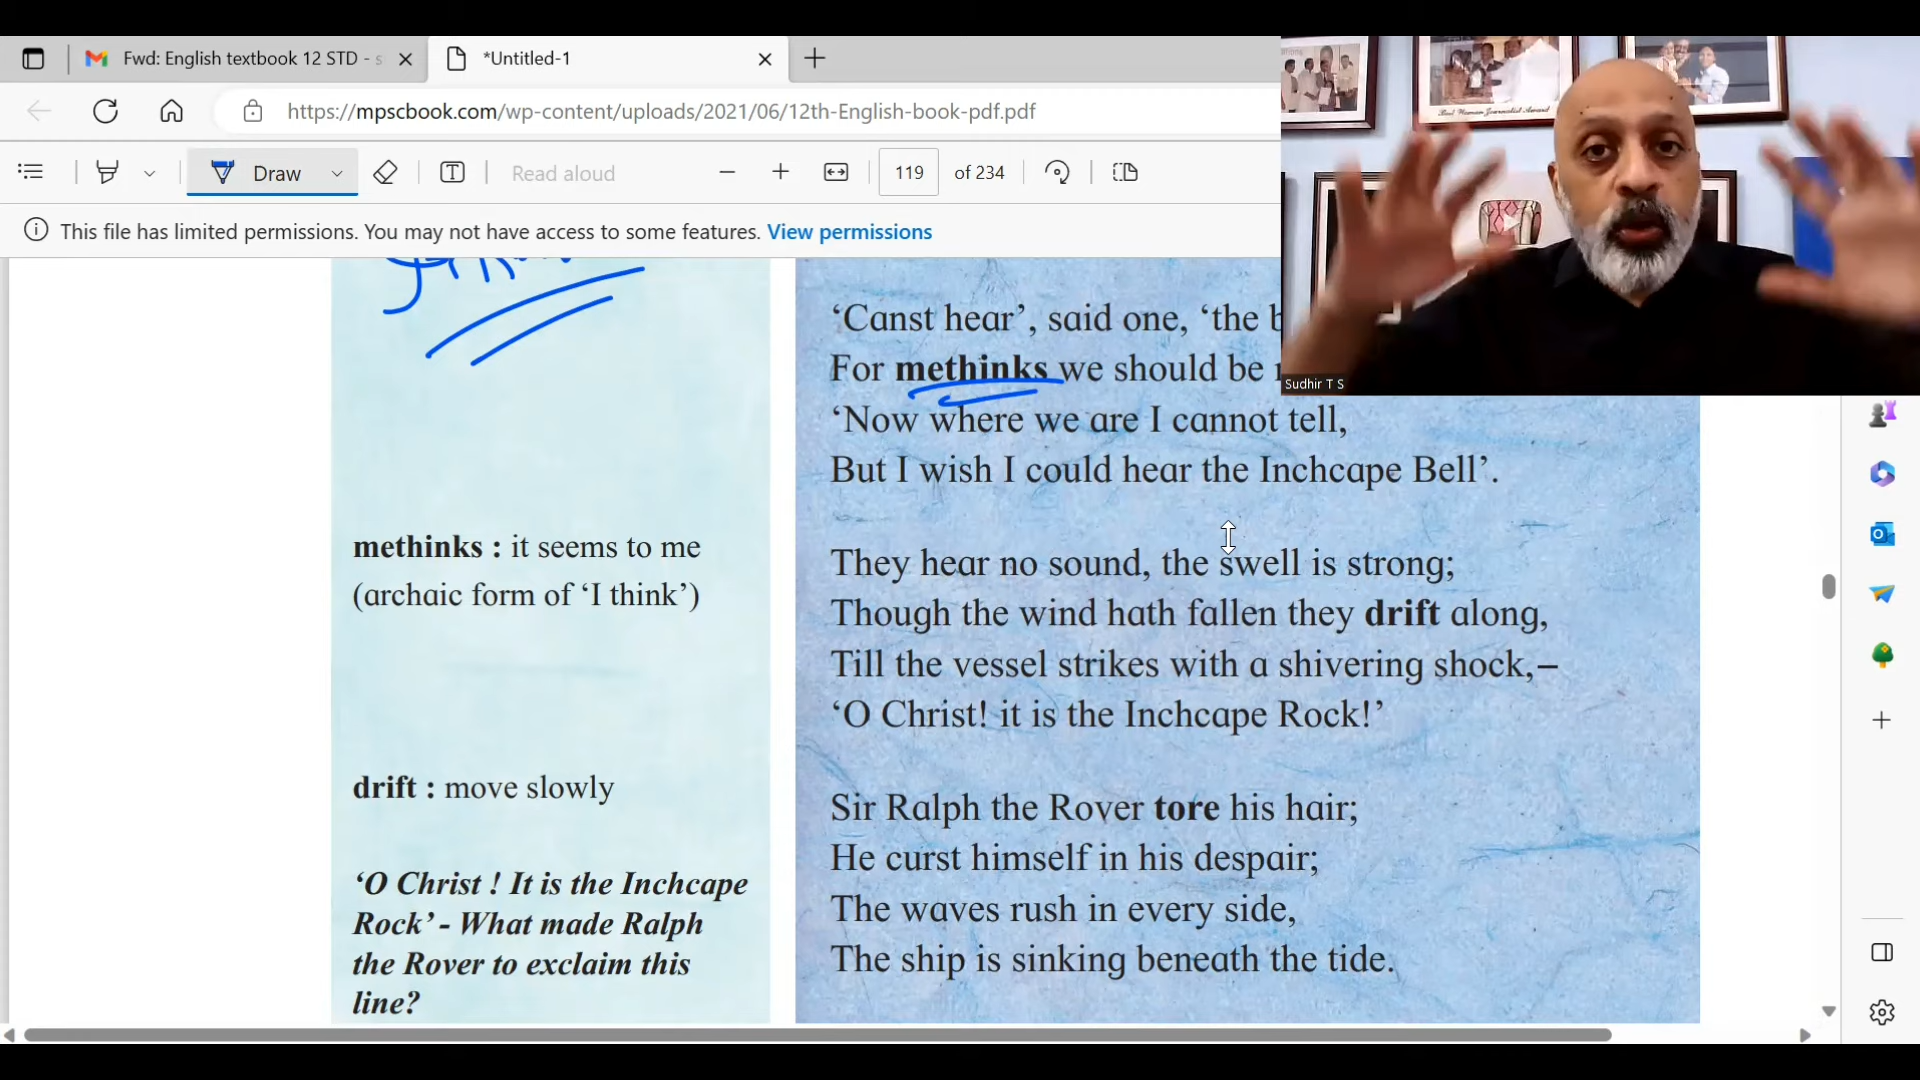 Fwd: English textbook 12 STD - s
*Untitled-1
https://mpscbook.com/wp-content/uploads/2021/06/12th-English-book-pdf.pdf
Draw
Read aloud
119 of 234
This file has limited permissions. You may not have access to some features. View permissions
Best Woman Journalist Award
Sudhir T S
methinks : it seems to me
(archaic form of ‘I think’)
drift : move slowly
‘O Christ ! It is the Inchcape
Rock’ - What made Ralph
the Rover to exclaim this
line?
‘Canst hear’, said one, ‘the b
For methinks we should be
‘Now where we are I cannot tell,
But I wish I could hear the Inchcape Bell’.
They hear no sound, the swell is strong;
Though the wind hath fallen they drift along,
Till the vessel strikes with a shivering shock,–
‘O Christ! it is the Inchcape Rock!’
Sir Ralph the Rover tore his hair;
He curst himself in his despair;
The waves rush in every side,
The ship is sinking beneath the tide.